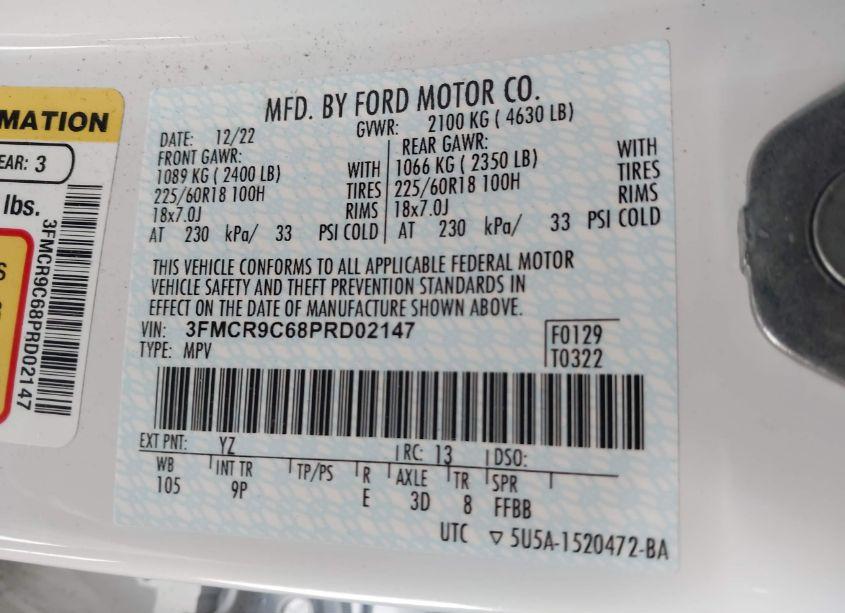 MATION
EAR: 3
lbs.
3FMCR9C68PRD02147
MFD. BY FORD MOTOR CO.
DATE: 12/22 GVWR: 2100 KG ( 4630 LB)
FRONT GAWR: REAR GAWR:
1089 KG ( 2400 LB) WITH 1066 KG ( 2350 LB) WITH
225/60R18 100H TIRES 225/60R18 100H TIRES
18x7.0J RIMS 18x7.0J RIMS
AT 230 kPa/ 33 PSI COLD AT 230 kPa/ 33 PSI COLD
THIS VEHICLE CONFORMS TO ALL APPLICABLE FEDERAL MOTOR
VEHICLE SAFETY AND THEFT PREVENTION STANDARDS IN
EFFECT ON THE DATE OF MANUFACTURE SHOWN ABOVE.
VIN: 3FMCR9C68PRD02147 F0129
TYPE: MPV T0322
EXT PNT: YZ RC: 13 DSO:
WB INT TR TP/PS R AXLE TR SPR
105 9P E 3D 8 FFBB
UTC ▽ 5U5A-1520472-BA